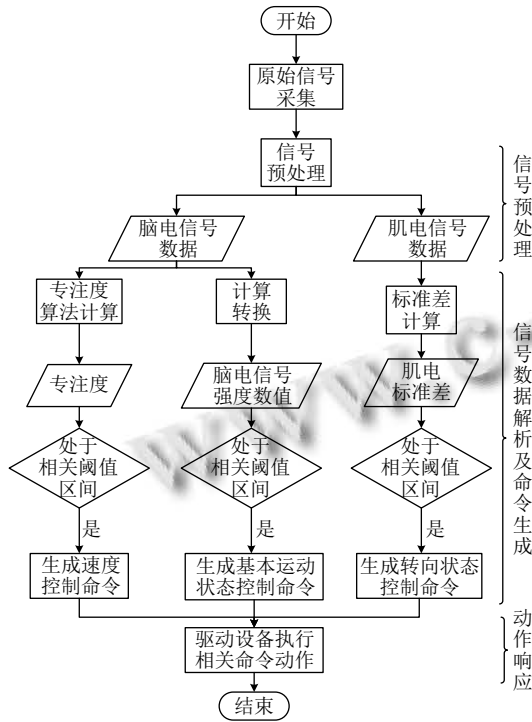 开始
原始信号
采集
信号
预处理
脑电信号
数据
肌电信号
数据
专注度
算法计算
计算
转换
标准差
计算
专注度
脑电信号
强度数值
肌电
标准差
处于
相关阈值
区间
处于
相关阈值
区间
处于
相关阈值
区间
是
是
是
生成速度
控制命令
生成基本运动
状态控制命令
生成转向状态
控制命令
驱动设备执行
相关命令动作
结束
信号预处理
信号数据解析及命令生成
动作响应
www.c